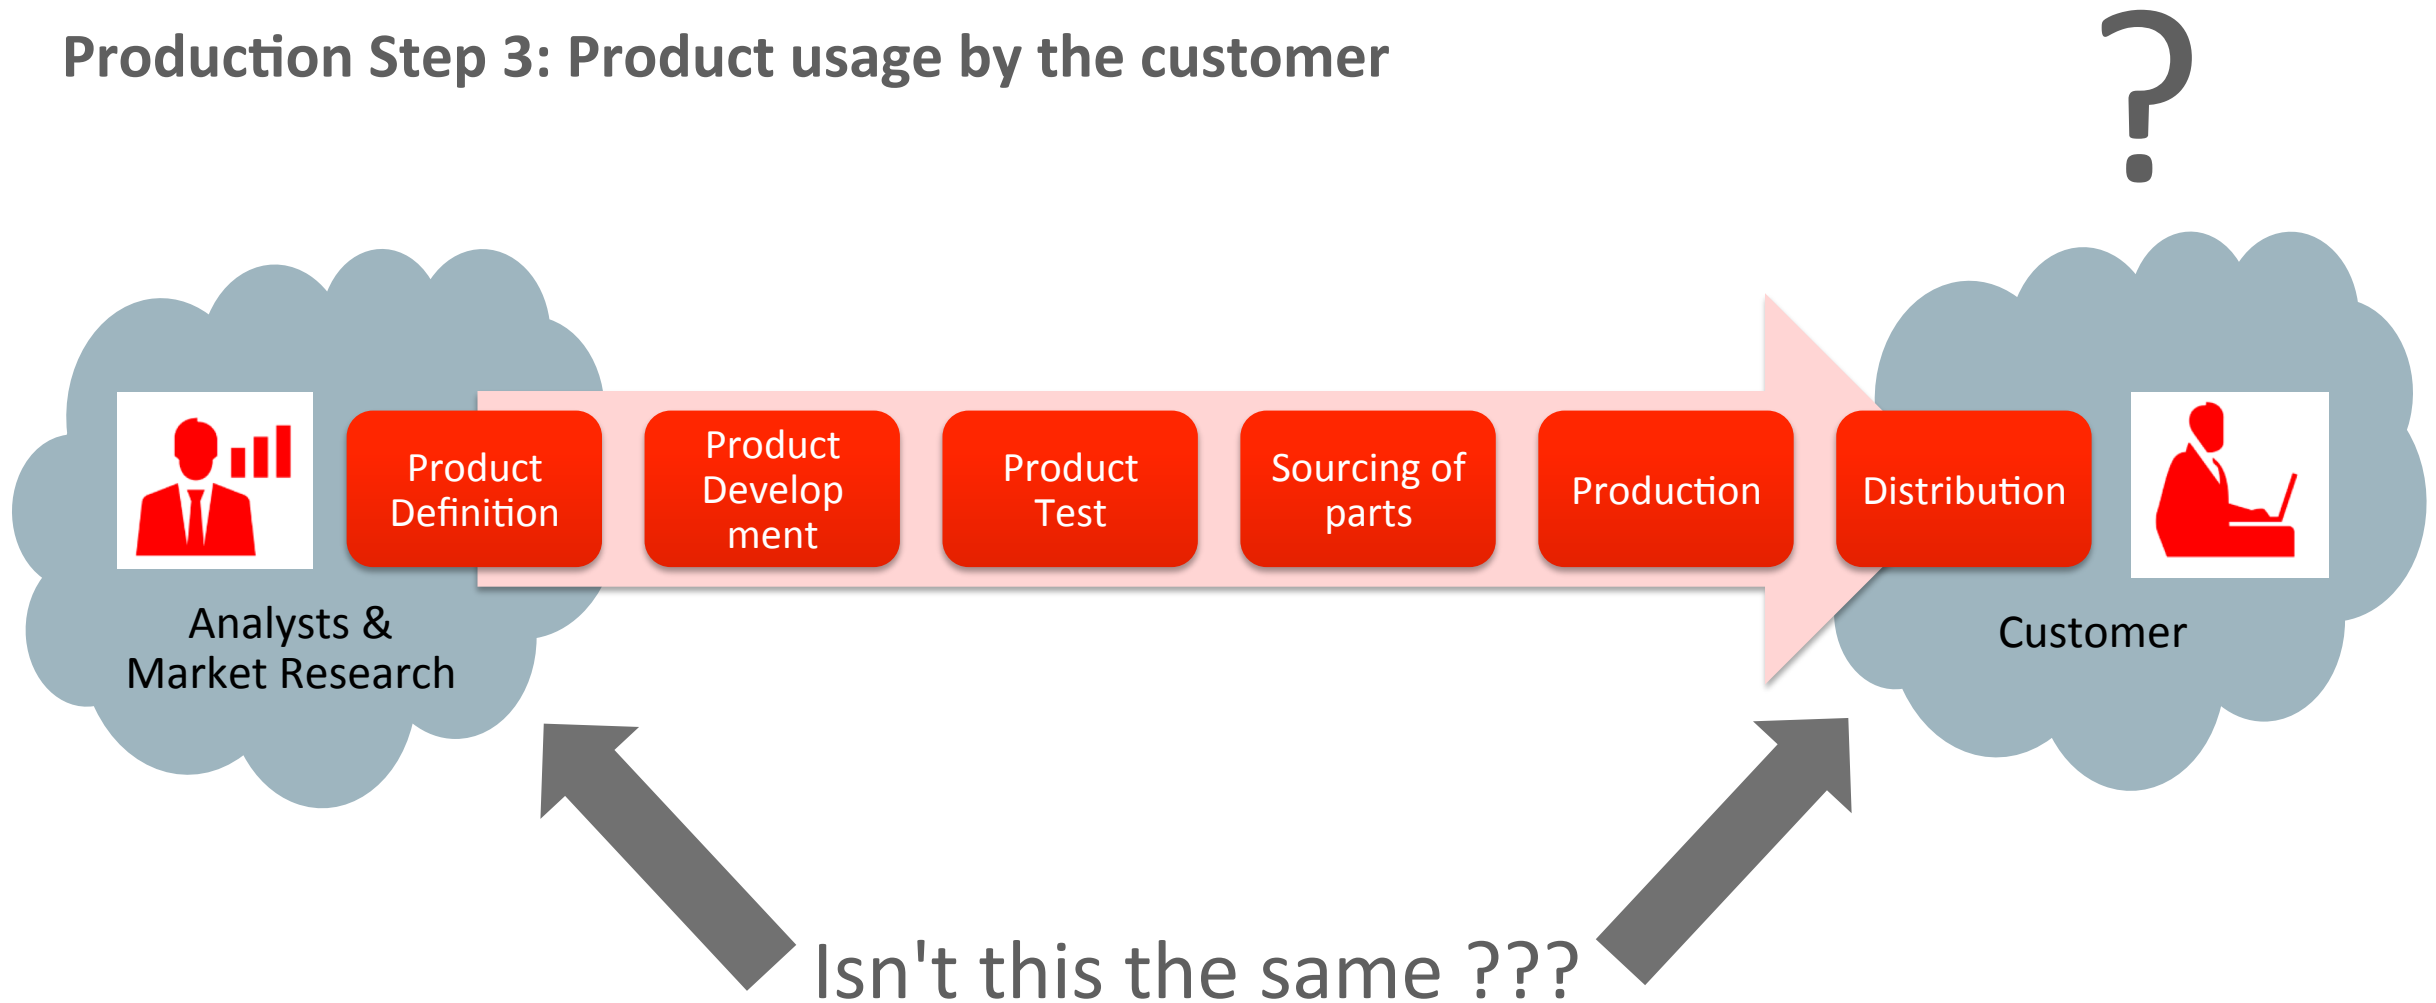 Production Step 3: Product usage by the customer
?
Product
Definition
Product
Develop
ment
Product
Test
Sourcing of
parts
Production
Distribution
Analysts &
Market Research
Customer
Isn't this the same ???